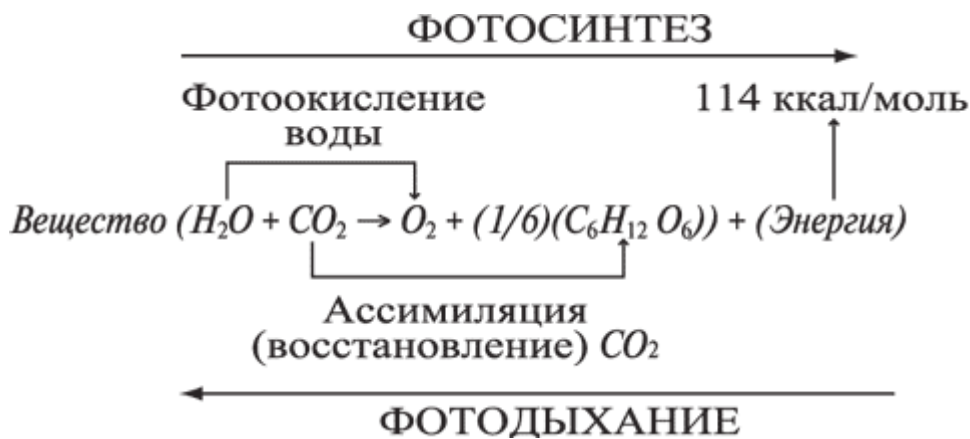 ФОТОСИНТЕЗ
Фотоокисление
воды
114 ккал/моль
Вещество (H₂O + CO₂ → O₂ + (1/6)(C₆H₁₂ O₆)) + (Энергия)
Ассимиляция
(восстановление) CO₂
ФОТОДЫХАНИЕ